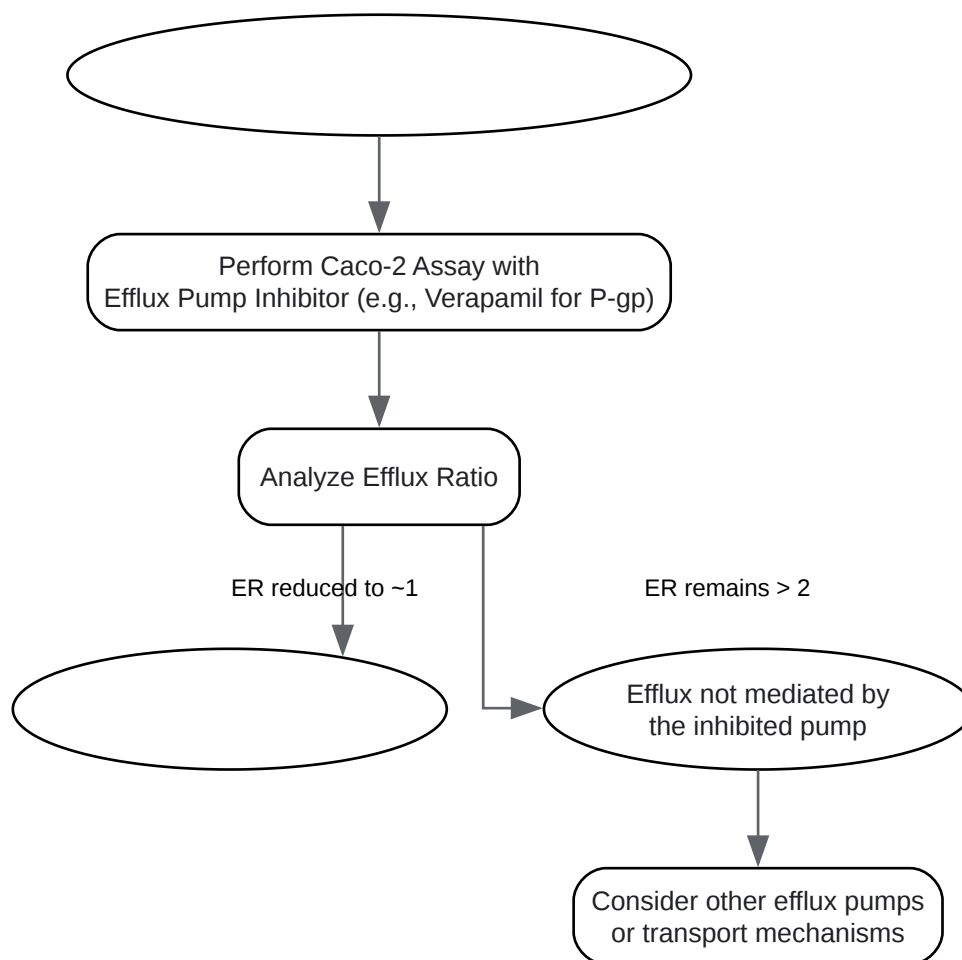 Perform Caco-2 Assay with
Efflux Pump Inhibitor (e.g., Verapamil for P-gp)
Analyze Efflux Ratio
ER reduced to ~1
ER remains > 2
Efflux not mediated by
the inhibited pump
Consider other efflux pumps
or transport mechanisms